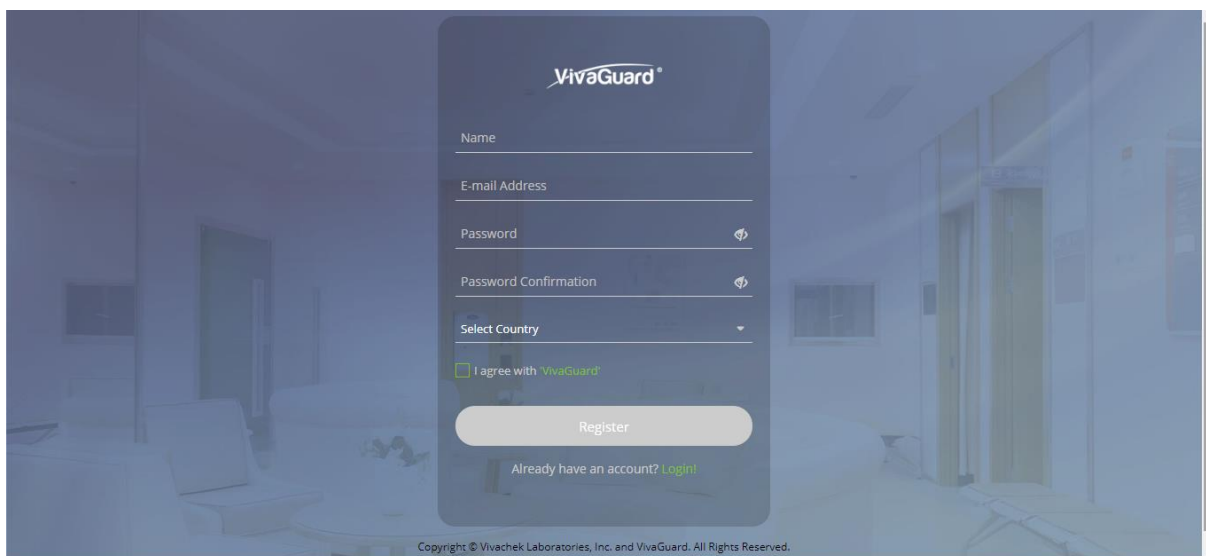 VivaGuard®
Name
E-mail Address
Password
Password Confirmation
Select Country
I agree with 'VivaGuard'
Register
Already have an account? Login!
Copyright © Vivachek Laboratories, Inc. and VivaGuard. All Rights Reserved.